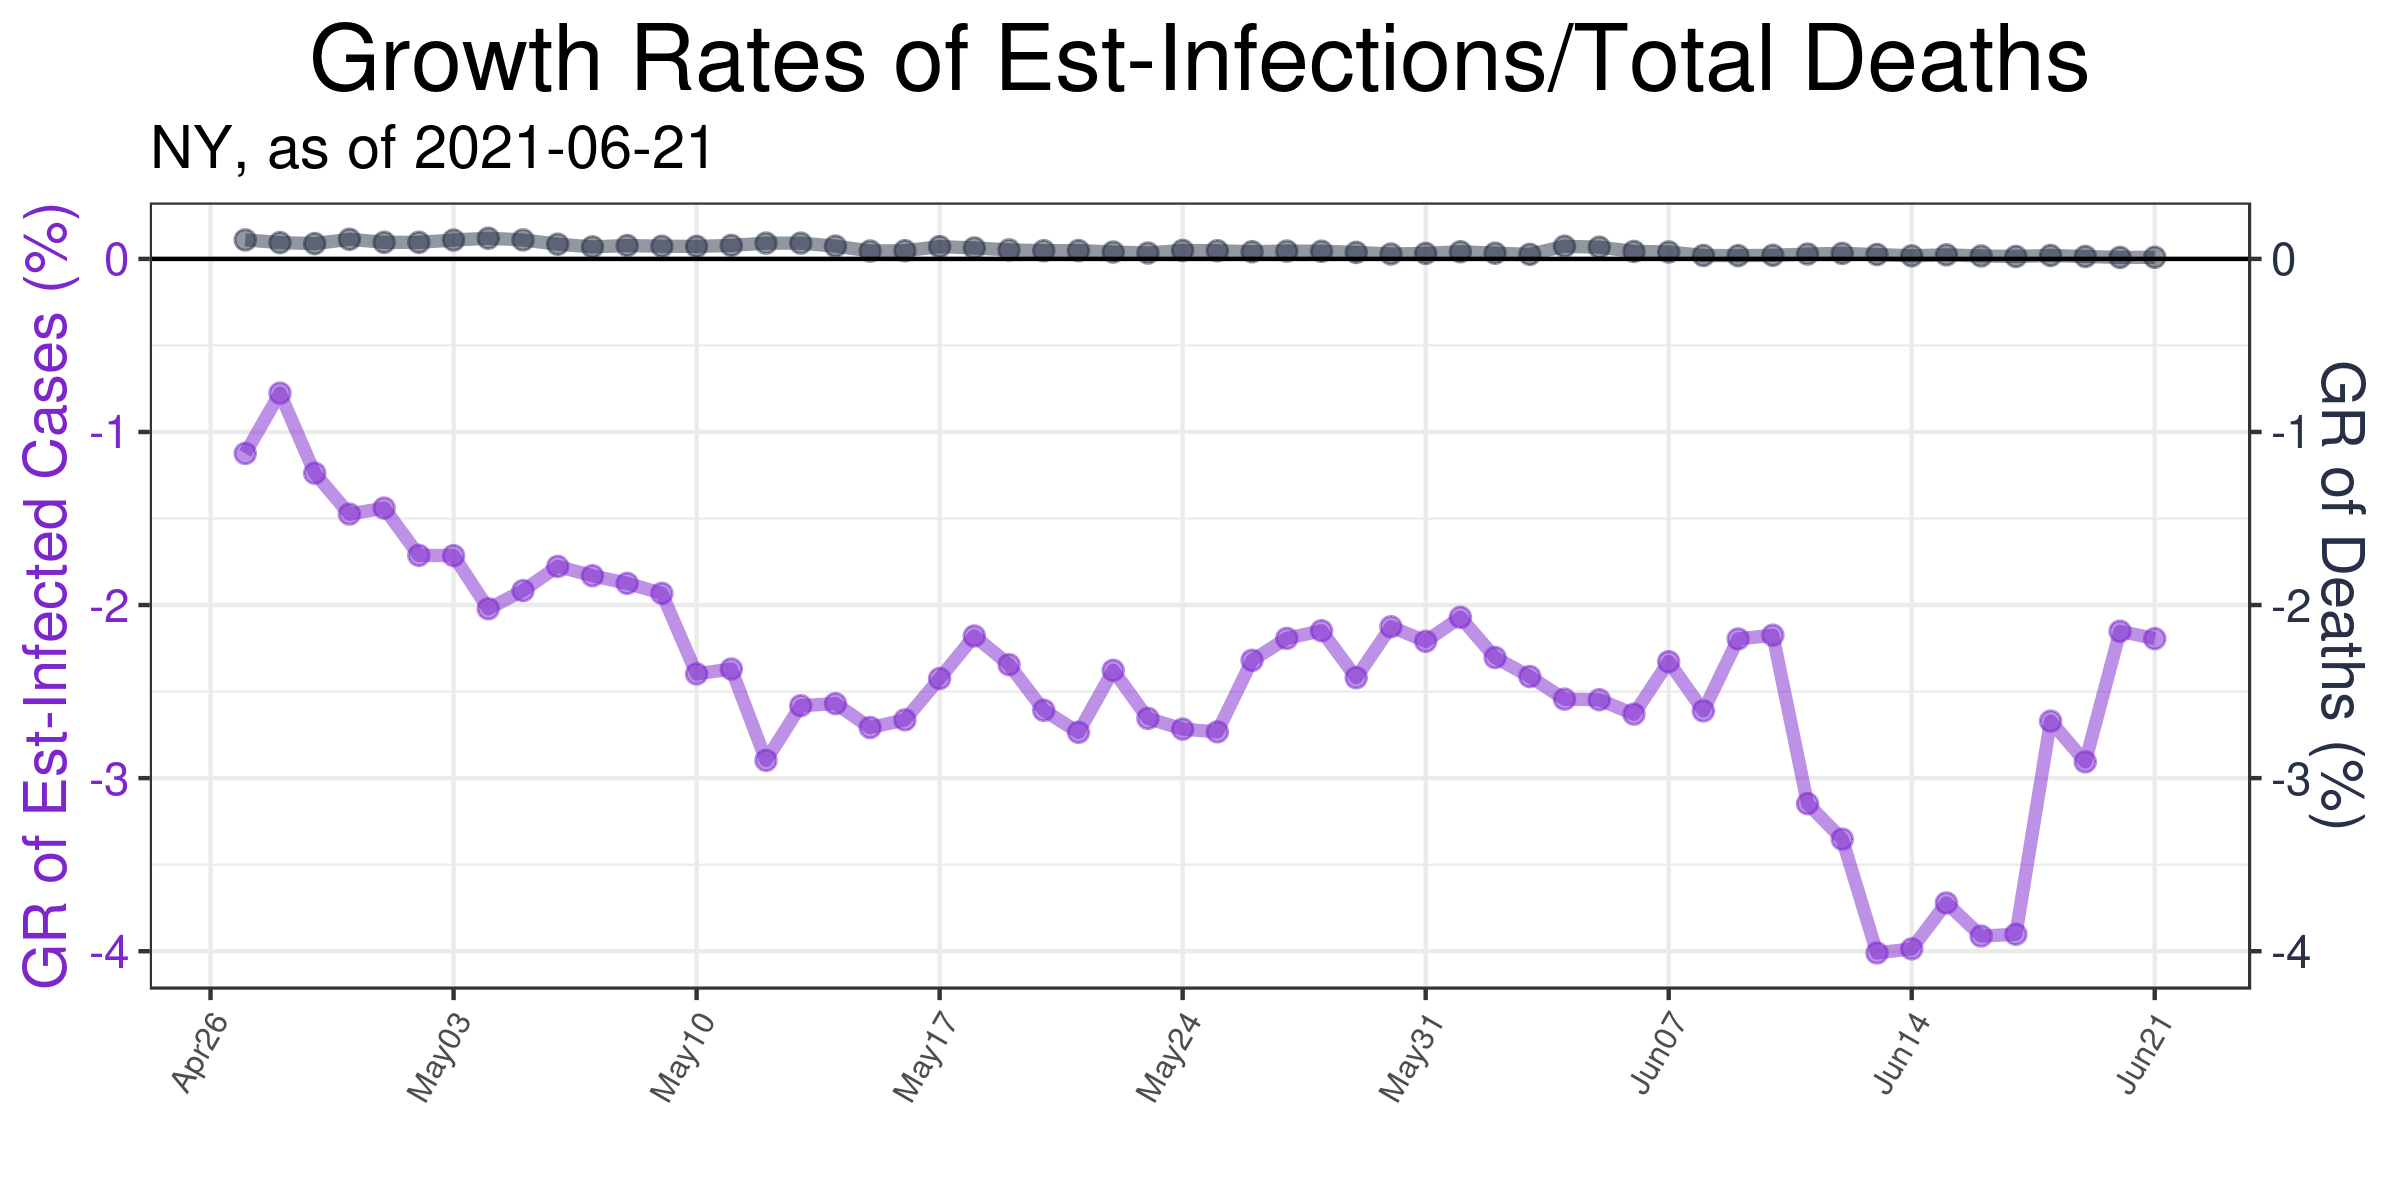 Growth Rates of Est-Infections/Total Deaths
NY, as of 2021-06-21
GR of Est-Infected Cases (%)
0
-1
-2
-3
-4
0
-1
-2
-3
-4
GR of Deaths (%)
Apr26
May03
May10
May17
May24
May31
Jun07
Jun14
Jun21